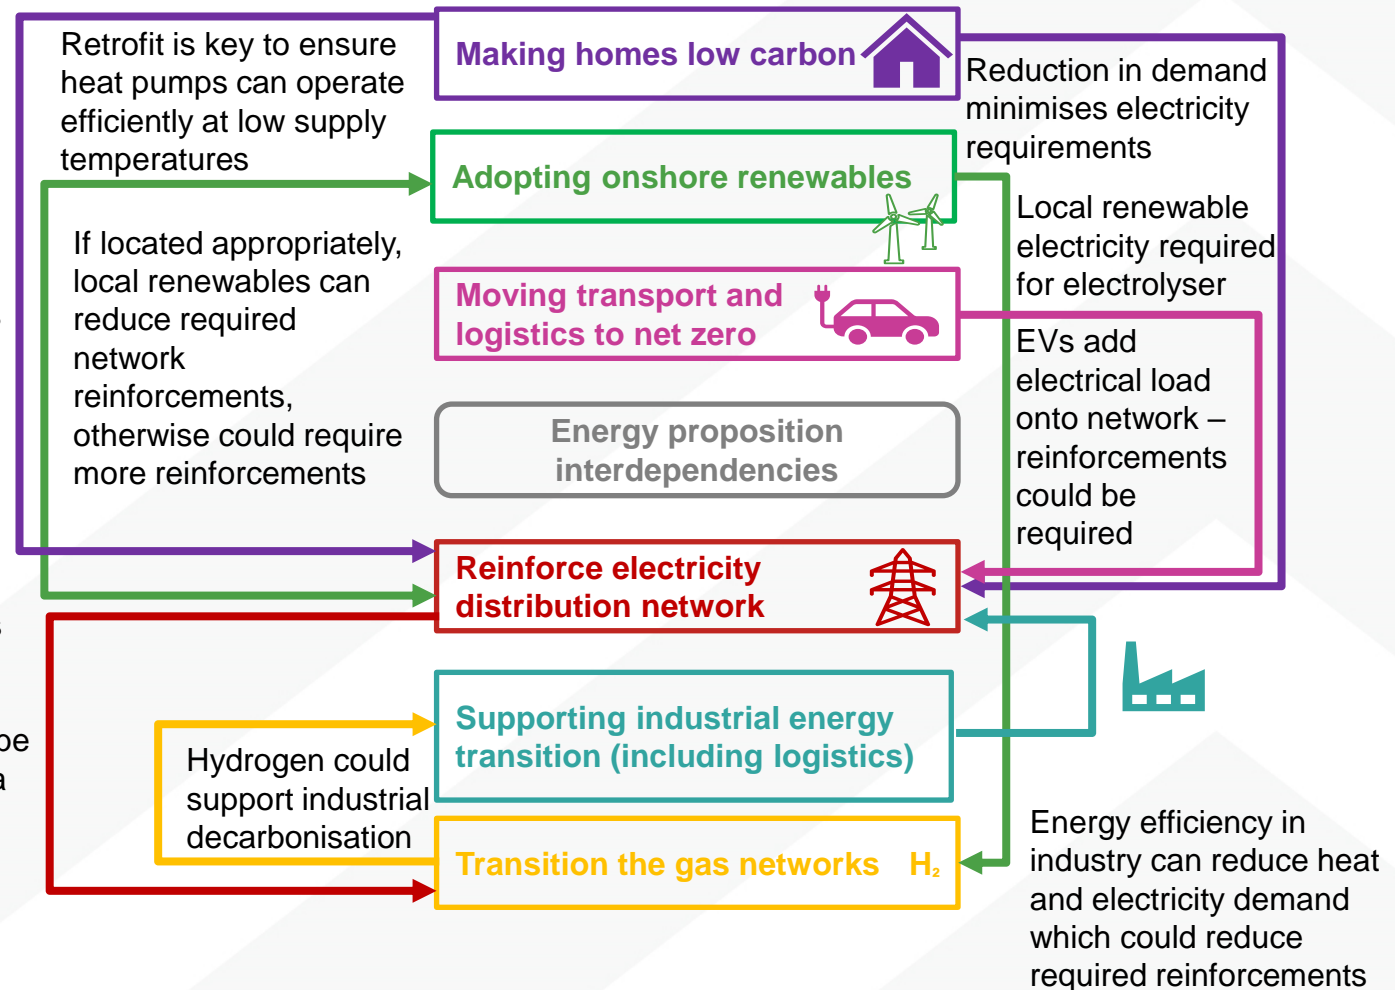 Retrofit is key to ensure
heat pumps can operate
efficiently at low supply
temperatures
Making homes low carbon
Reduction in demand
minimises electricity
requirements
Adopting onshore renewables
If located appropriately,
local renewables can
reduce required
network
reinforcements,
otherwise could require
more reinforcements
Local renewable
electricity required
for electrolyser
Moving transport and
logistics to net zero
EVs add
electrical load
onto network –
reinforcements
could be
required
Energy proposition
interdependencies
Reinforce electricity
distribution network
Supporting industrial energy
transition (including logistics)
Hydrogen could
support industrial
decarbonisation
Transition the gas networks H₂
Energy efficiency in
industry can reduce heat
and electricity demand
which could reduce
required reinforcements